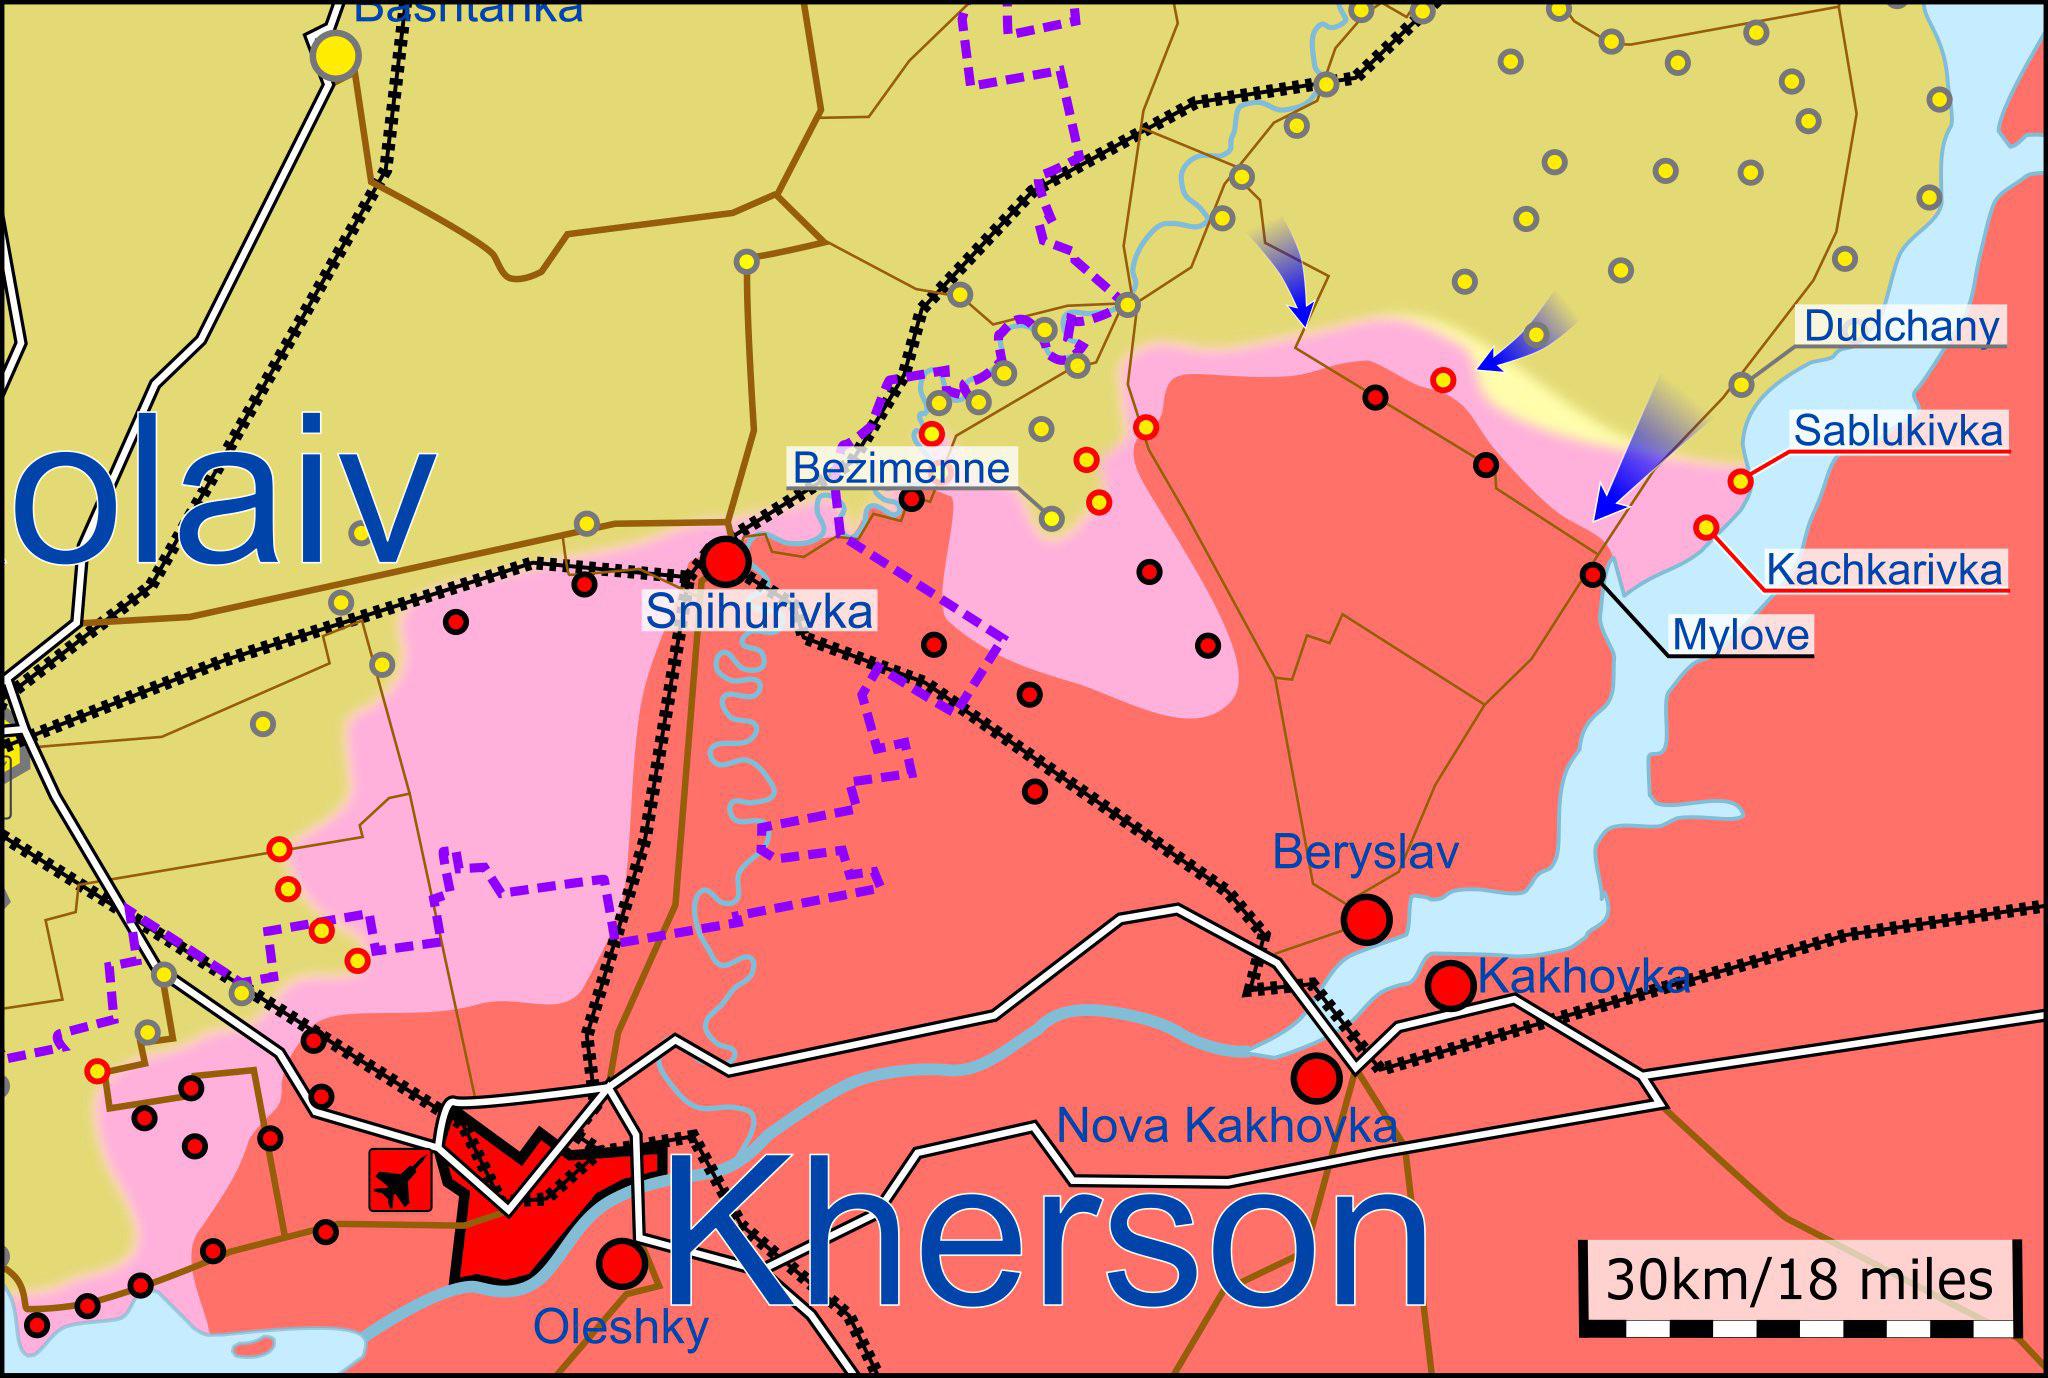 Bashtanka
Dudchany
Sablukivka
olaiv
Bezimenne
Kachkarivka
Snihurivka
Mylove
Beryslav
Kakhovka
Nova Kakhovka
Kherson
30km/18 miles
Oleshky